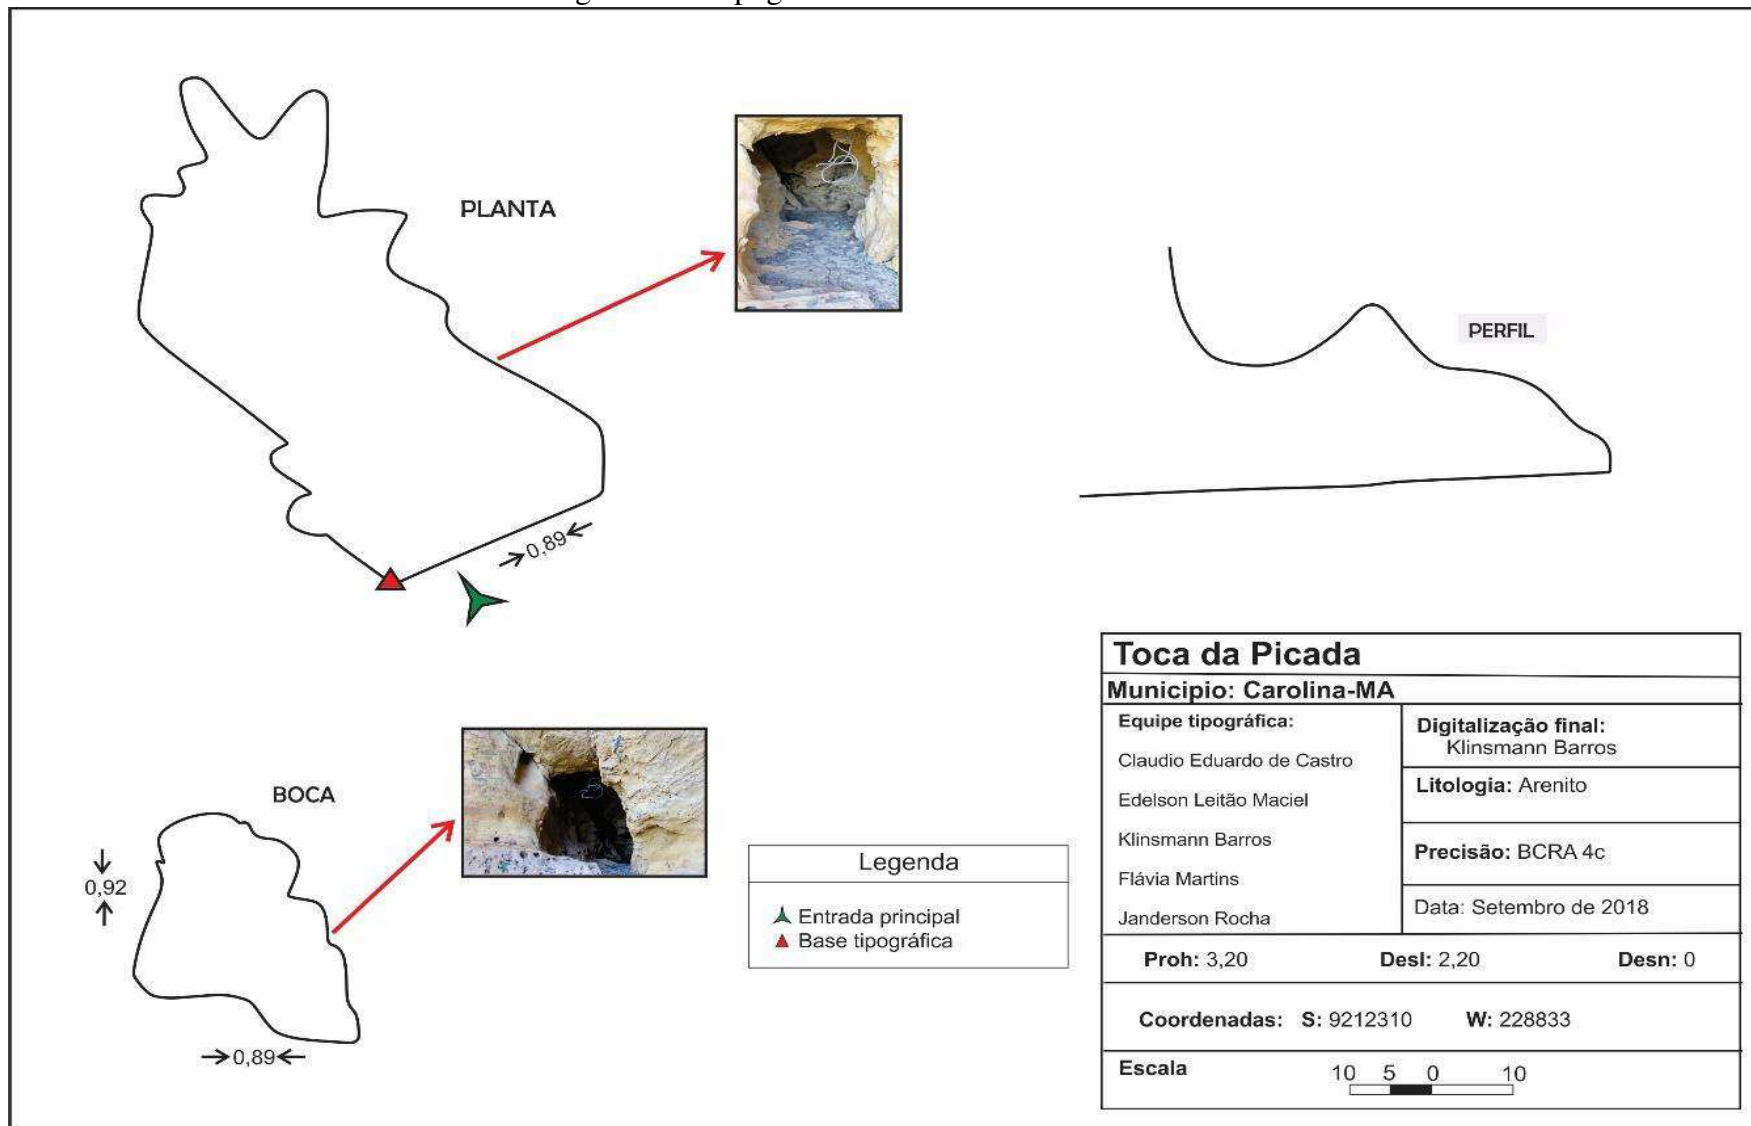 PLANTA
PERFIL
0,89
BOCA
0,92
0,89
Legenda
Entrada principal
Base tipográfica
Toca da Picada
Municipio: Carolina-MA
Equipe tipográfica:
Claudio Eduardo de Castro
Edelson Leitão Maciel
Klinsmann Barros
Flávia Martins
Janderson Rocha
Digitalização final:
Klinsmann Barros
Litologia: Arenito
Precisão: BCRA 4c
Data: Setembro de 2018
Proh: 3,20 Desl: 2,20 Desn: 0
Coordenadas: S: 9212310 W: 228833
Escala
10 5 0 10